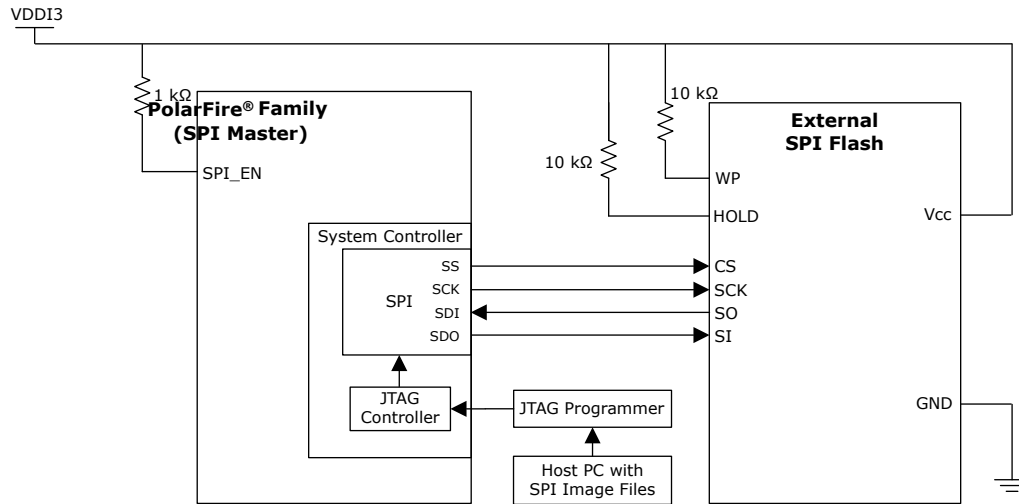 VDDI3
1 kΩ
PolarFire® Family
(SPI Master)
SPI_EN
10 kΩ
10 kΩ
External
SPI Flash
WP
HOLD
Vcc
System Controller
SPI
SS
SCK
SDI
SDO
CS
SCK
SO
SI
JTAG
Controller
JTAG Programmer
Host PC with
SPI Image Files
GND